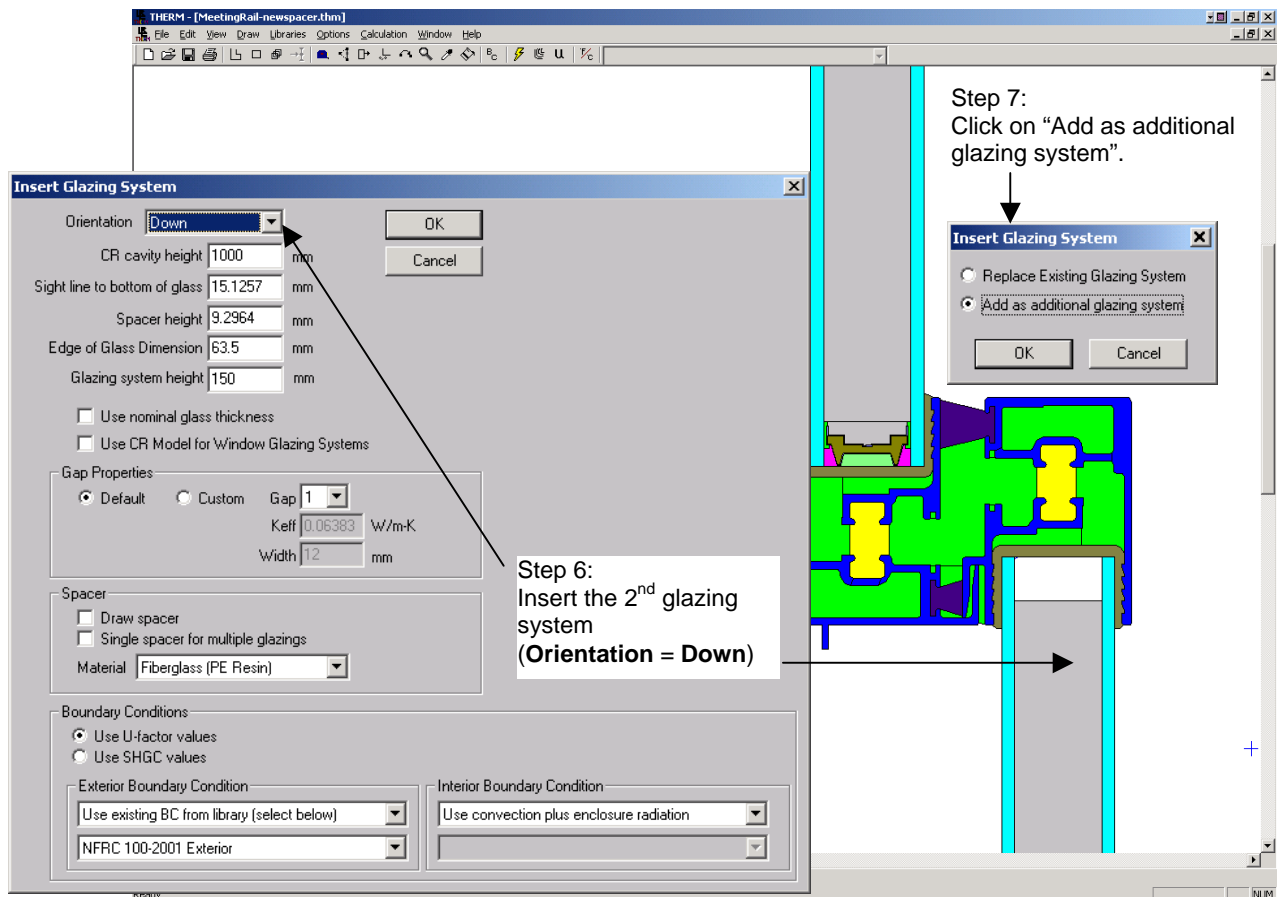 THERM - [MeetingRail-newspacer.thm]
File Edit View Draw Libraries Options Calculation Window Help
Step 7:
Click on “Add as additional
glazing system”.
Insert Glazing System
Orientation Down
OK
CR cavity height 1000 mm
Cancel
Sight line to bottom of glass 15.1257 mm
Spacer height 9.2964 mm
Edge of Glass Dimension 63.5 mm
Glazing system height 150 mm
Use nominal glass thickness
Use CR Model for Window Glazing Systems
Gap Properties
Default Custom Gap 1
Keff 0.06383 W/m-K
Width 12 mm
Spacer
Draw spacer
Single spacer for multiple glazings
Material Fiberglass (PE Resin)
Boundary Conditions
Use U-factor values
Use SHGC values
Exterior Boundary Condition
Use existing BC from library (select below)
NFRC 100-2001 Exterior
Interior Boundary Condition
Use convection plus enclosure radiation
Insert Glazing System
Replace Existing Glazing System
Add as additional glazing system
OK Cancel
Step 6:
Insert the 2nd glazing
system
(Orientation = Down)
Ready
NUM